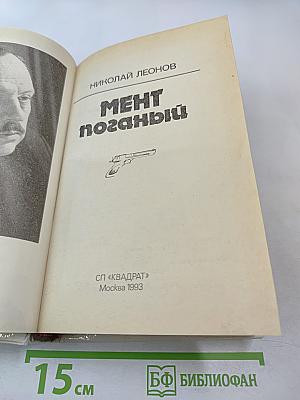 НИКОЛАЙ ЛЕОНОВ
МЕНТ
поганый
СП «КВАДРАТ»
Москва 1993
15 см
БФ БИБЛИОФАН